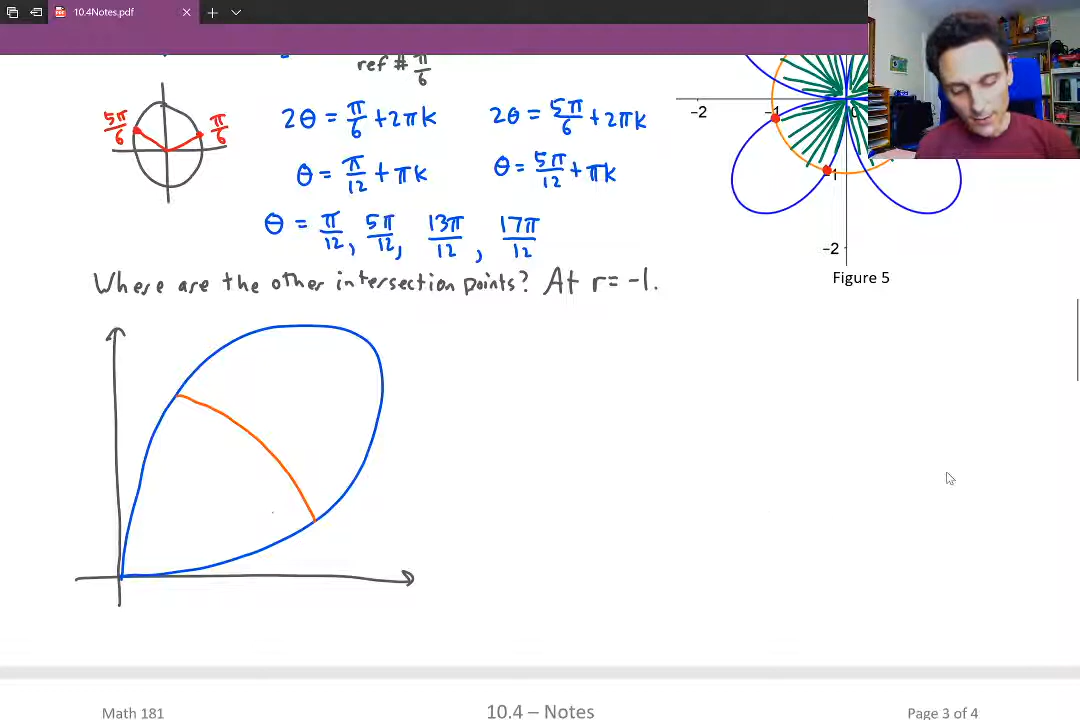 10.4Notes.pdf
ref # π/6
5π/6 π/6 2θ = π/6 + 2πk 2θ = 5π/6 + 2πk
θ = π/12 + πk θ = 5π/12 + πk
θ = π/12, 5π/12, 13π/12, 17π/12
-2 -1 0
-1
-2
Figure 5
Where are the other intersection points? At r = -1.
Math 181 10.4 – Notes Page 3 of 4